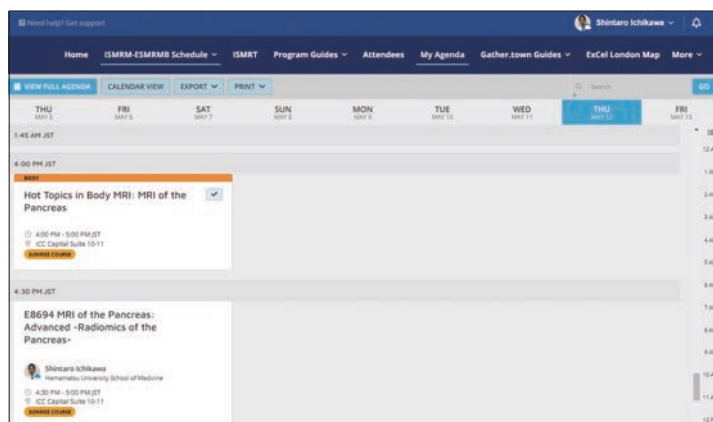 Need help? Get support
Shintaro Ichikawa
Home ISMRM-ESMRMB Schedule ISMRT Program Guides Attendees My Agenda Gather.town Guides ExCel London Map More
VIEW FULL AGENDA CALENDAR VIEW EXPORT PRINT Search GO
THU FRI SAT SUN MON TUE WED THU FRI
MAY 5 MAY 6 MAY 7 MAY 8 MAY 9 MAY 10 MAY 11 MAY 12 MAY 13
1:45 AM JST
4:00 PM JST
BODY
Hot Topics in Body MRI: MRI of the
Pancreas
4:00 PM - 5:00 PM JST
ICC Capital Suite 10-11
SUNRISE COURSE
4:30 PM JST
E8694 MRI of the Pancreas:
Advanced -Radiomics of the
Pancreas-
Shintaro Ichikawa
Hamamatsu University School of Medicine
4:30 PM - 5:00 PM JST
ICC Capital Suite 10-11
SUNRISE COURSE